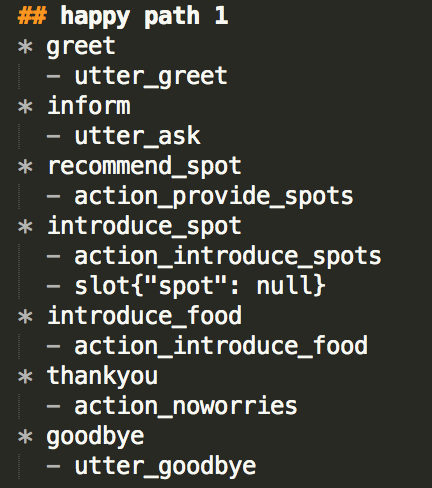 ## happy path 1
* greet
- utter_greet
* inform
- utter_ask
* recommend_spot
- action_provide_spots
* introduce_spot
- action_introduce_spots
- slot{"spot": null}
* introduce_food
- action_introduce_food
* thankyou
- action_noworries
* goodbye
- utter_goodbye